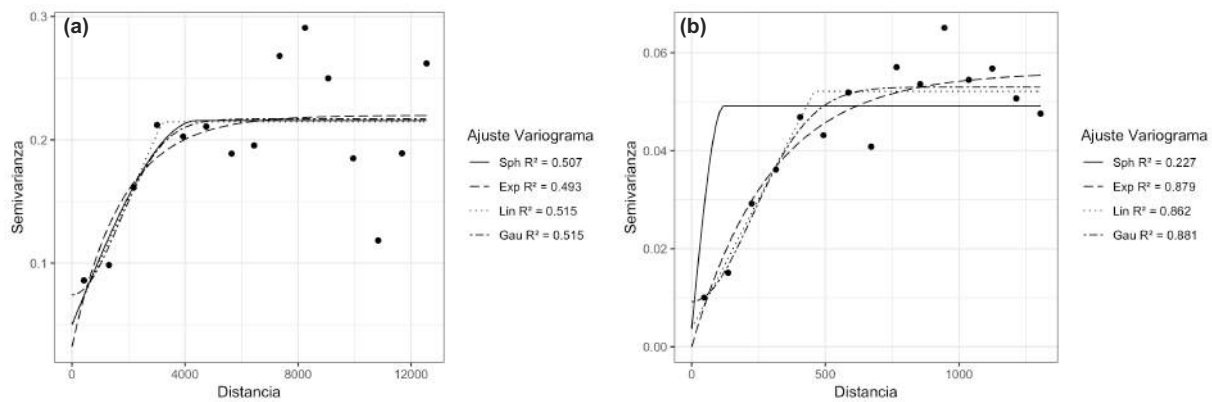 (a)
0.3
0.2
0.1
Semivarianza
0
4000
8000
12000
Distancia
Ajuste Variograma
Sph R² = 0.507
Exp R² = 0.493
Lin R² = 0.515
Gau R² = 0.515
(b)
0.06
0.04
0.02
0.00
Semivarianza
0
500
1000
Distancia
Ajuste Variograma
Sph R² = 0.227
Exp R² = 0.879
Lin R² = 0.862
Gau R² = 0.881